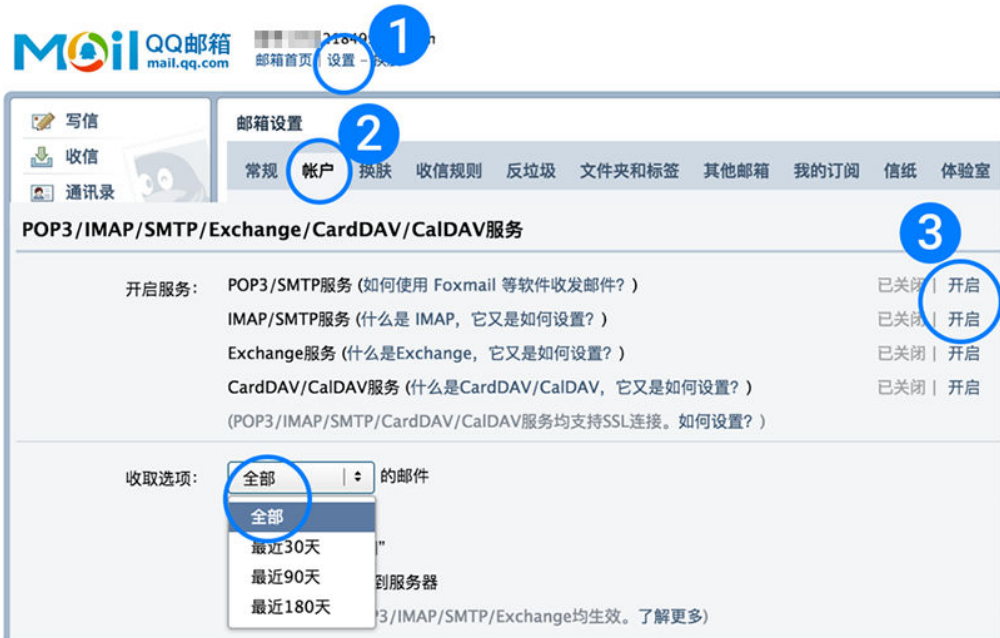 Mail QQ邮箱
mail.qq.com
邮箱首页 | 设置 -
1
写信
收信
通讯录
邮箱设置
2
常规 帐户 换肤 收信规则 反垃圾 文件夹和标签 其他邮箱 我的订阅 信纸 体验室
POP3/IMAP/SMTP/Exchange/CardDAV/CalDAV服务
3
开启服务: POP3/SMTP服务 (如何使用 Foxmail 等软件收发邮件? ) 已关闭 | 开启
IMAP/SMTP服务 (什么是 IMAP，它又是如何设置? ) 已关闭 | 开启
Exchange服务 (什么是Exchange，它又是如何设置? ) 已关闭 | 开启
CardDAV/CalDAV服务 (什么是CardDAV/CalDAV，它又是如何设置? ) 已关闭 | 开启
(POP3/IMAP/SMTP/CardDAV/CalDAV服务均支持SSL连接。如何设置? )
收取选项: 全部 的邮件
全部
最近30天 "
最近90天 到服务器
最近180天 P3/IMAP/SMTP/Exchange均生效。了解更多)